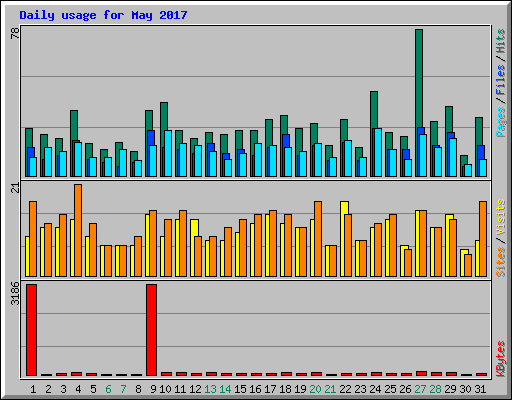 Daily usage for May 2017
78
Pages / Files / Hits
21
Sites / Visits
3186
KBytes
1 2 3 4 5 6 7 8 9 10 11 12 13 14 15 16 17 18 19 20 21 22 23 24 25 26 27 28 29 30 31